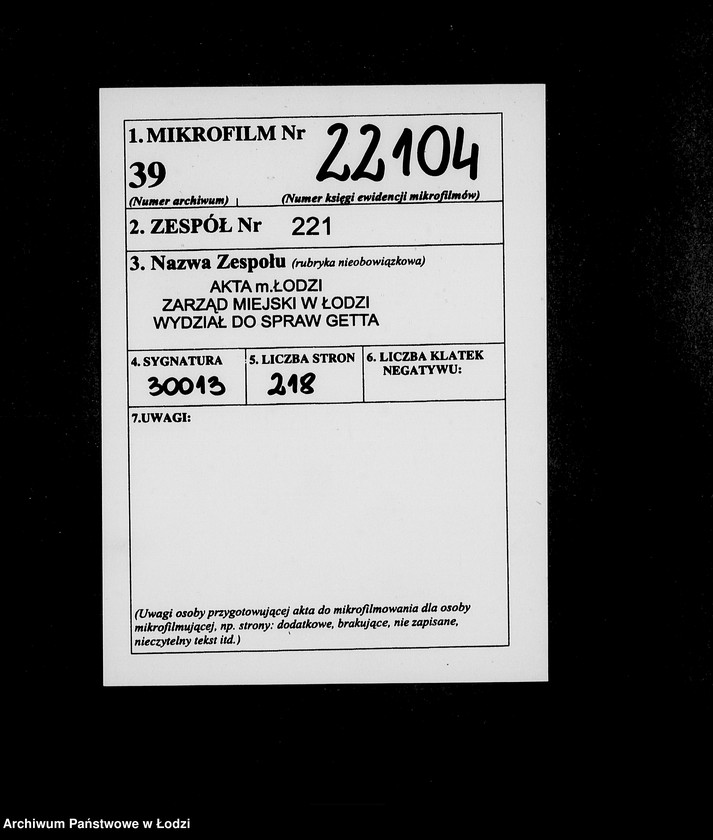 1. MIKROFILM Nr 22104
39
(Numer archiwum) (Numer księgi ewidencji mikrofilmów)
2. ZESPÓŁ Nr 221
3. Nazwa Zespołu (rubryka nieobowiązkowa)
AKTA m.ŁODZI
ZARZĄD MIEJSKI W ŁODZI
WYDZIAŁ DO SPRAW GETTA
4. SYGNATURA
30013
5. LICZBA STRON
218
6. LICZBA KLATEK
NEGATYWU:
7.UWAGI:
(Uwagi osoby przygotowującej akta do mikrofilmowania dla osoby
mikrofilmującej, np. strony: dodatkowe, brakujące, nie zapisane,
nieczytelny tekst itd.)
Archiwum Państwowe w Łodzi